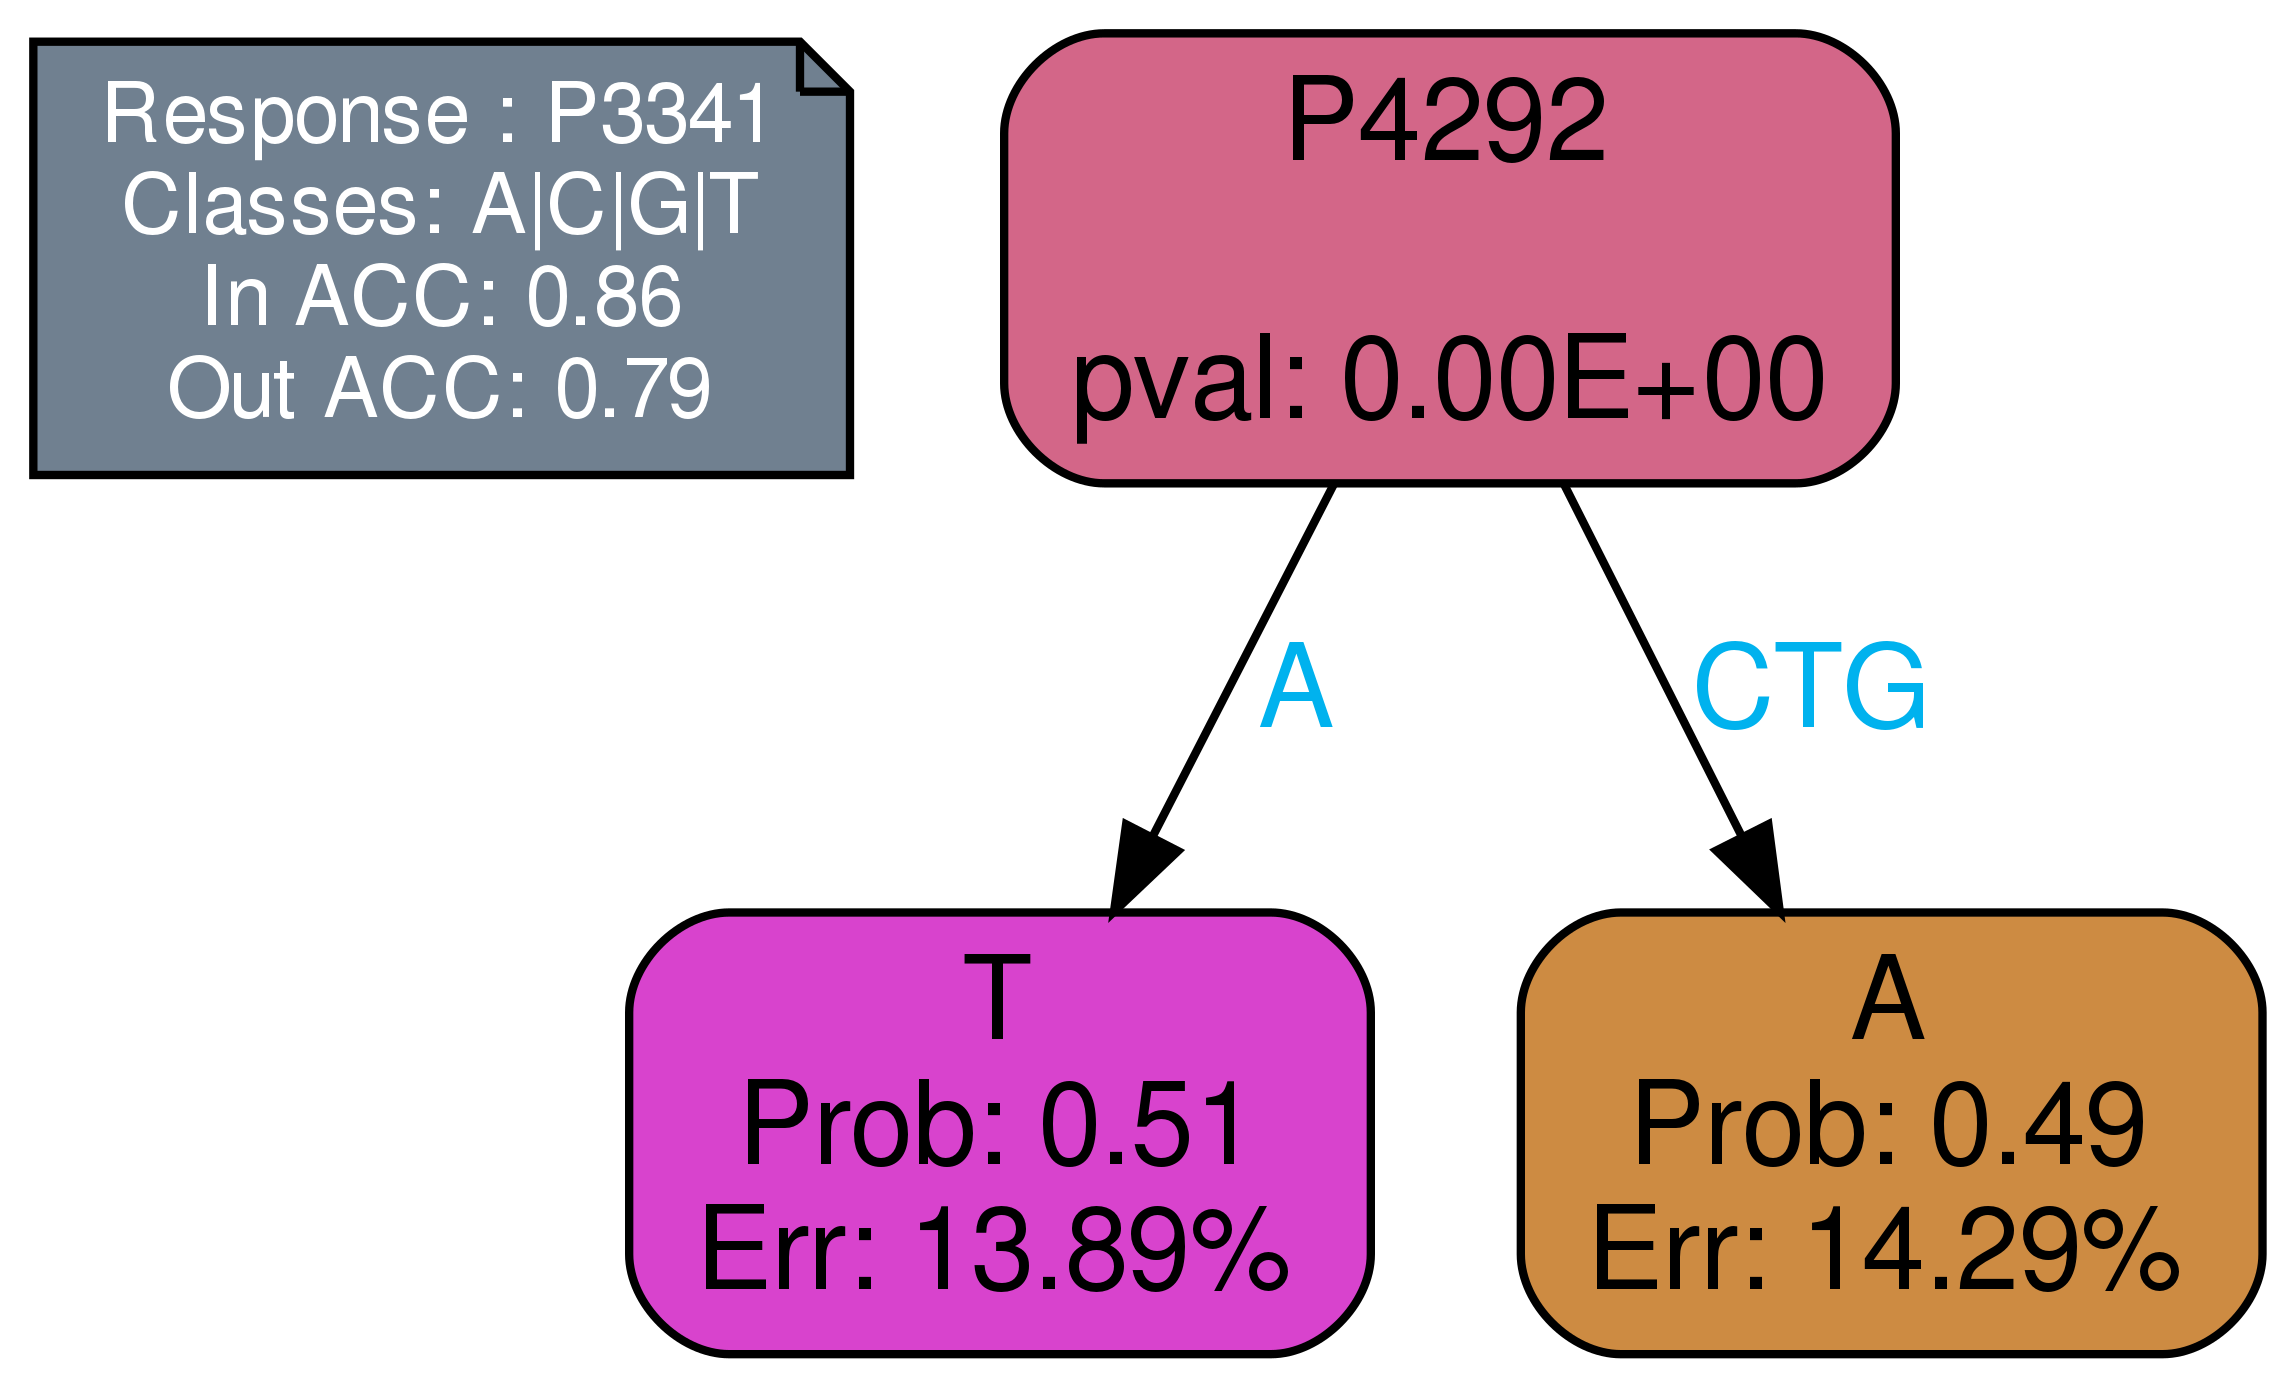 Response : P3341
Classes: A|C|G|T
In ACC: 0.86
Out ACC: 0.79
P4292
pval: 0.00E+00
A
CTG
T
Prob: 0.51
Err: 13.89%
A
Prob: 0.49
Err: 14.29%